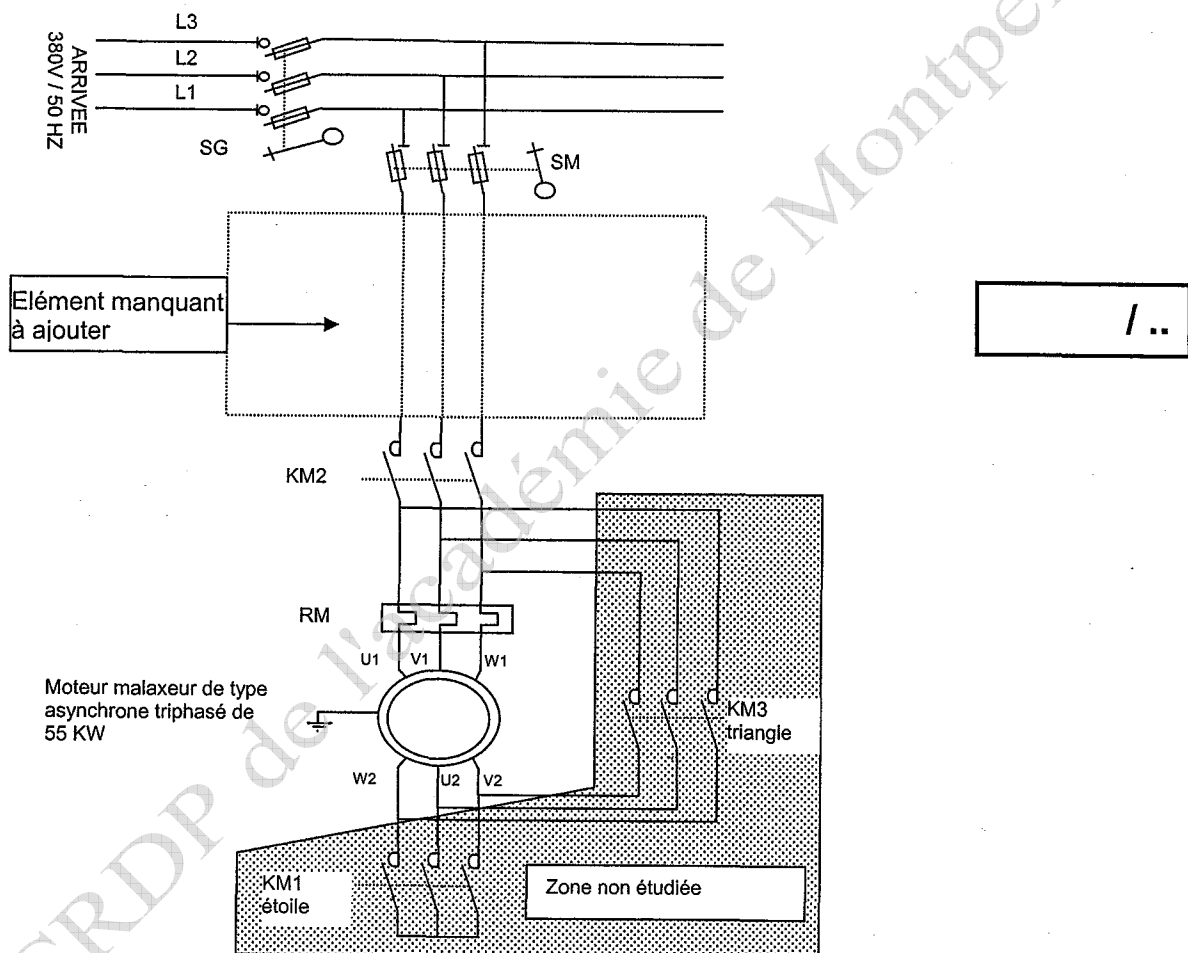 L3
L2
L1
ARRIVEE
380V / 50 HZ
SG
SM
Elément manquant
à ajouter
/ ..
KM2
RM
U1 V1 W1
Moteur malaxeur de type
asynchrone triphasé de
55 KW
KM3
triangle
W2 U2 V2
KM1
étoile
Zone non étudiée
CRDP de l'académie de Montpe